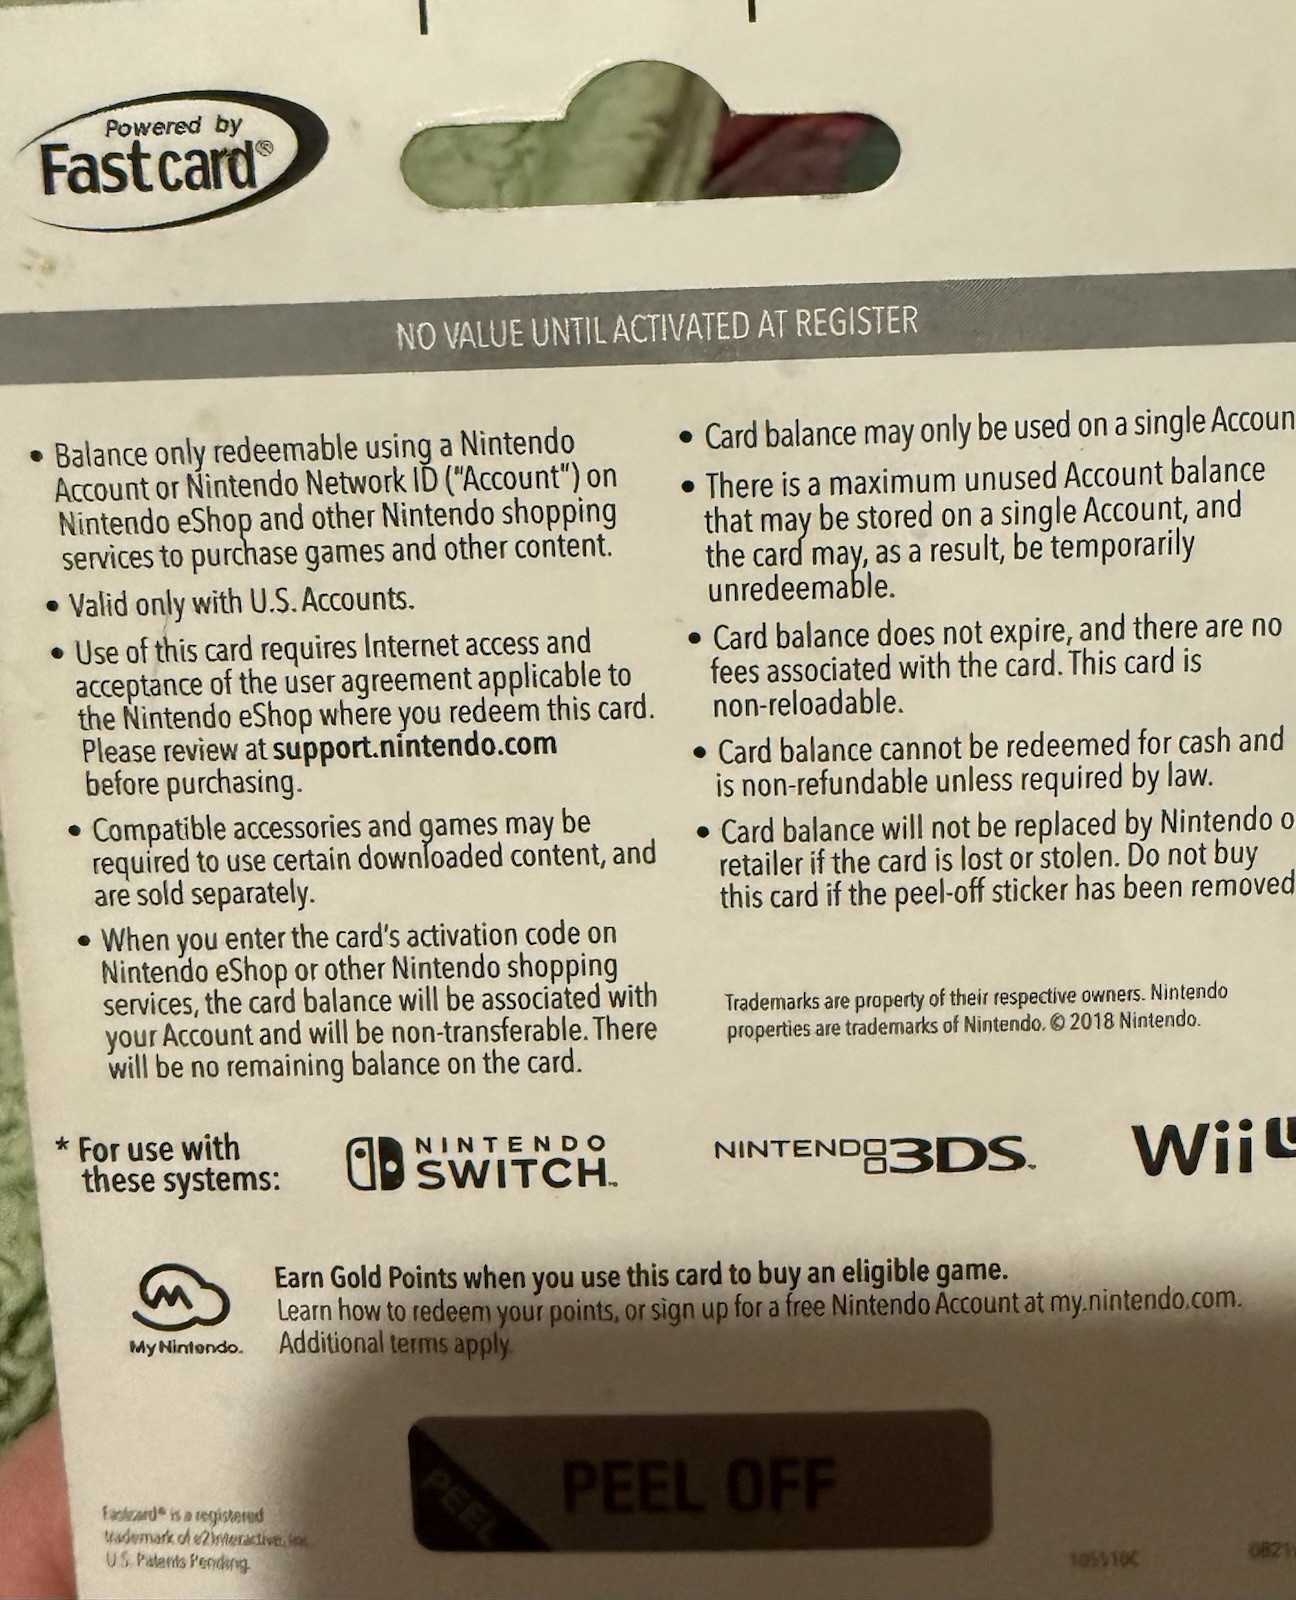 Powered by
Fastcard®
NO VALUE UNTIL ACTIVATED AT REGISTER
• Balance only redeemable using a Nintendo
Account or Nintendo Network ID ("Account") on
Nintendo eShop and other Nintendo shopping
services to purchase games and other content.
• Valid only with U.S. Accounts.
• Use of this card requires Internet access and
acceptance of the user agreement applicable to
the Nintendo eShop where you redeem this card.
Please review at support.nintendo.com
before purchasing.
• Compatible accessories and games may be
required to use certain downloaded content, and
are sold separately.
• When you enter the card's activation code on
Nintendo eShop or other Nintendo shopping
services, the card balance will be associated with
your Account and will be non-transferable. There
will be no remaining balance on the card.
• Card balance may only be used on a single Accoun
• There is a maximum unused Account balance
that may be stored on a single Account, and
the card may, as a result, be temporarily
unredeemable.
• Card balance does not expire, and there are no
fees associated with the card. This card is
non-reloadable.
• Card balance cannot be redeemed for cash and
is non-refundable unless required by law.
• Card balance will not be replaced by Nintendo o
retailer if the card is lost or stolen. Do not buy
this card if the peel-off sticker has been removed
Trademarks are property of their respective owners. Nintendo
properties are trademarks of Nintendo. © 2018 Nintendo.
* For use with
these systems:
NINTENDO
SWITCH™
NINTENDO 3DS™
Wii U
My Nintendo™
Earn Gold Points when you use this card to buy an eligible game.
Learn how to redeem your points, or sign up for a free Nintendo Account at my.nintendo.com.
Additional terms apply.
PEEL
PEEL OFF
Fastcard® is a registered
trademark of e2interactive, Inc.
U.S. Patents Pending.